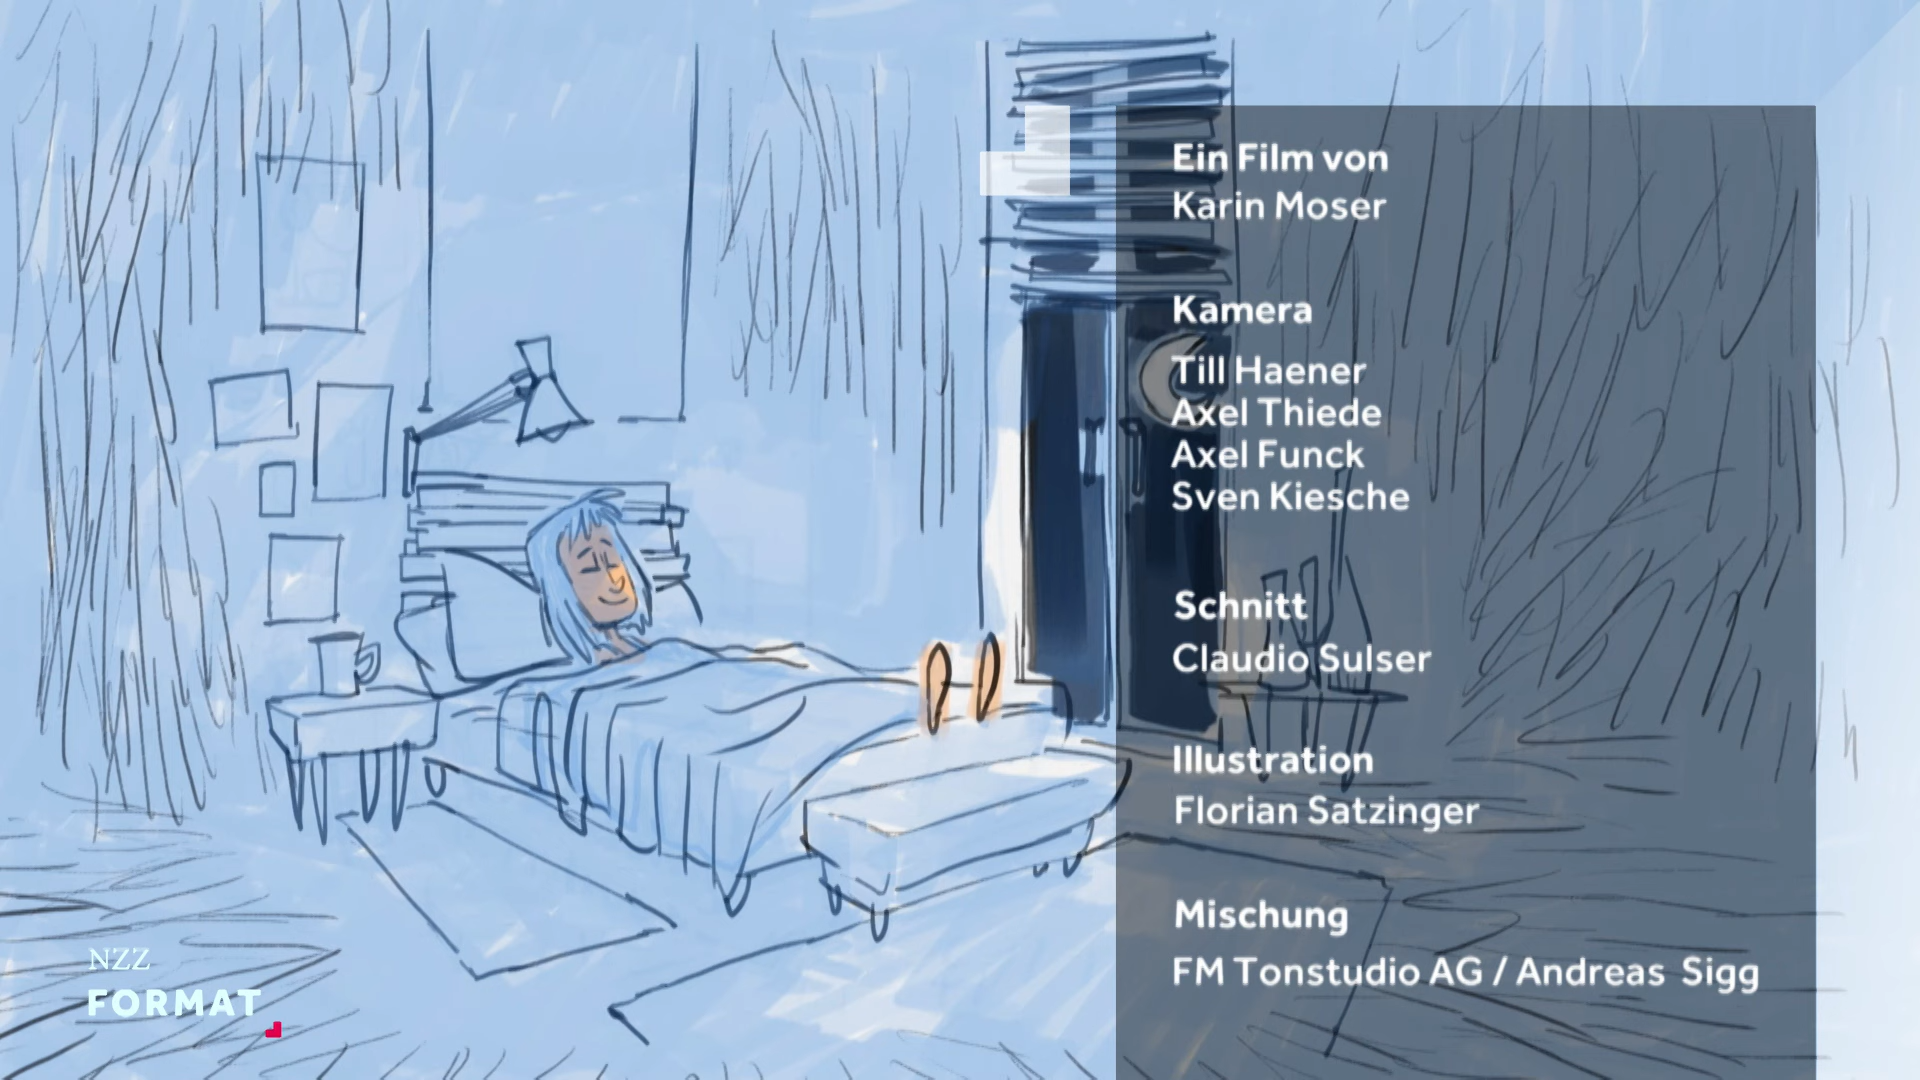 Ein Film von
Karin Moser
Kamera
Till Haener
Axel Thiede
Axel Funck
Sven Kiesche
Schnitt
Claudio Sulser
Illustration
Florian Satzinger
Mischung
FM Tonstudio AG / Andreas Sigg
NZZ
FORMAT